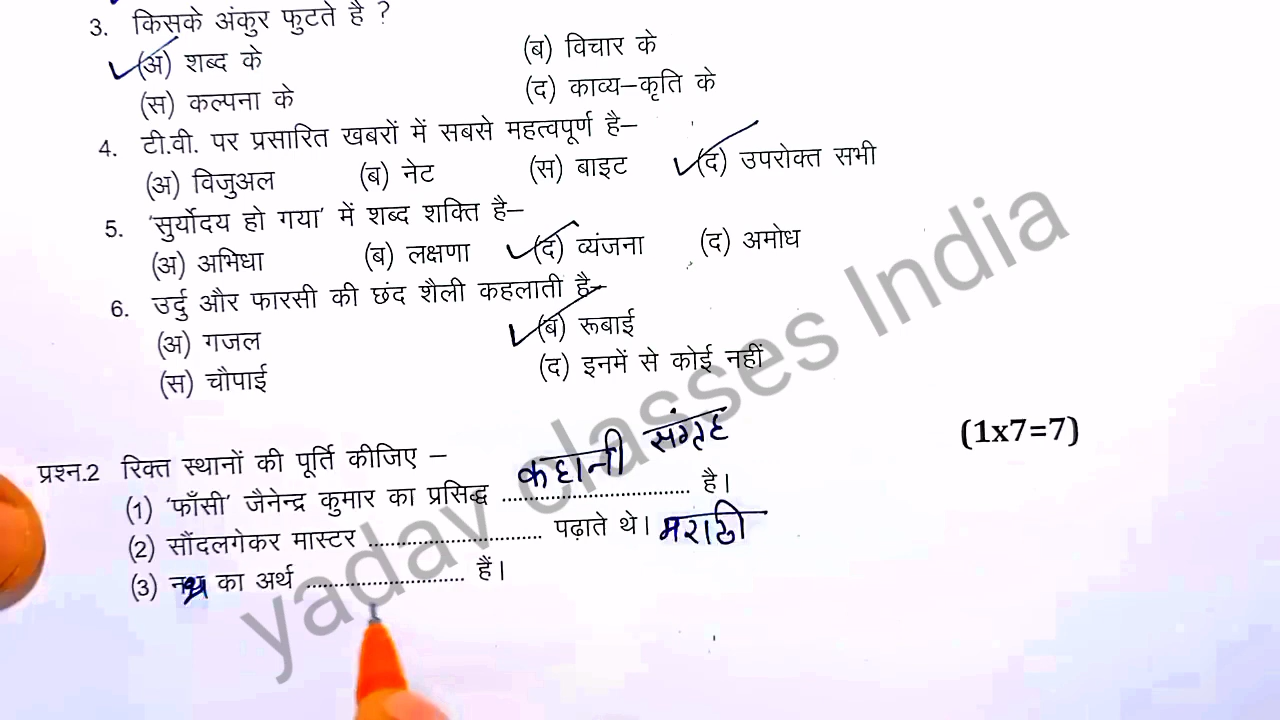 3. किसके अंकुर फुटते है ?
(अ) शब्द के (ब) विचार के
(स) कल्पना के (द) काव्य–कृति के
4. टी.वी. पर प्रसारित खबरों में सबसे महत्वपूर्ण है–
(अ) विजुअल (ब) नेट (स) बाइट (द) उपरोक्त सभी
5. 'सुर्योदय हो गया' में शब्द शक्ति है–
(अ) अभिधा (ब) लक्षणा (द) व्यंजना (द) अमोध
6. उर्दु और फारसी की छंद शैली कहलाती है–
(अ) गजल (ब) रूबाई
(स) चौपाई (द) इनमें से कोई नहीं
(1x7=7)
प्रश्न.2 रिक्त स्थानों की पूर्ति कीजिए –
कहानी संग्रह
(1) 'फाँसी' जैनेन्द्र कुमार का प्रसिद्ध ................................ है।
(2) सौंदलगेकर मास्टर ............................. पढ़ाते थे। मराठी
(3) का अर्थ ........................... हैं।
yadav classes India